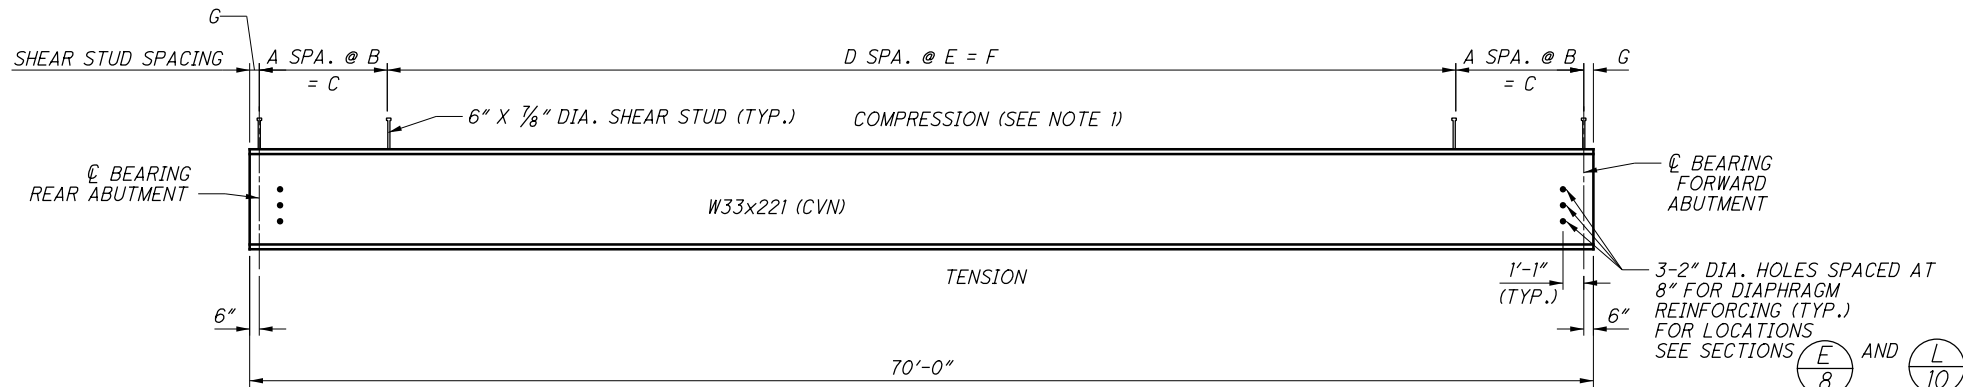 G
SHEAR STUD SPACING
A SPA. @ B
= C
D SPA. @ E = F
A SPA. @ B
= C
G
6" X 7/8" DIA. SHEAR STUD (TYP.)
COMPRESSION (SEE NOTE 1)
℄ BEARING
REAR ABUTMENT
W33x221 (CVN)
℄ BEARING
FORWARD
ABUTMENT
TENSION
1'-1"
(TYP.)
3-2" DIA. HOLES SPACED AT
8" FOR DIAPHRAGM
REINFORCING (TYP.)
FOR LOCATIONS
SEE SECTIONS E/8 AND L/10
6"
6"
70'-0"